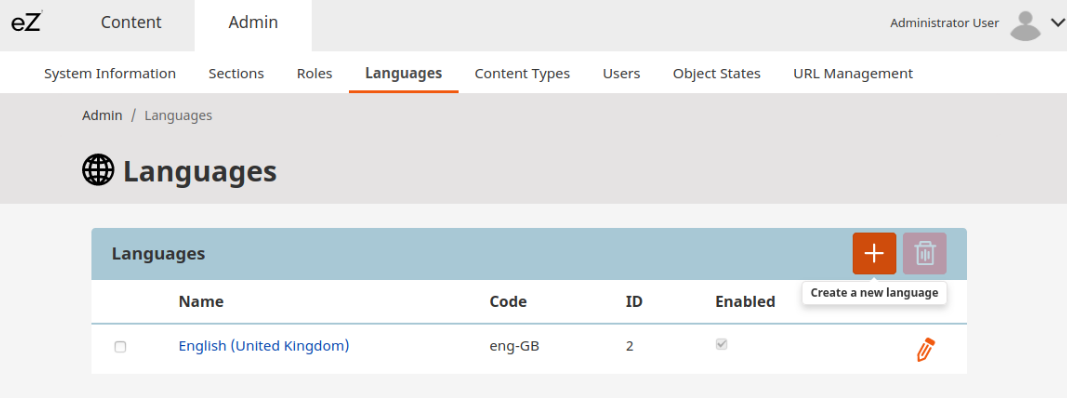 eZ Content Admin Administrator User
System Information Sections Roles Languages Content Types Users Object States URL Management
Admin / Languages
Languages
Languages
Create a new language
Name Code ID Enabled
English (United Kingdom) eng-GB 2